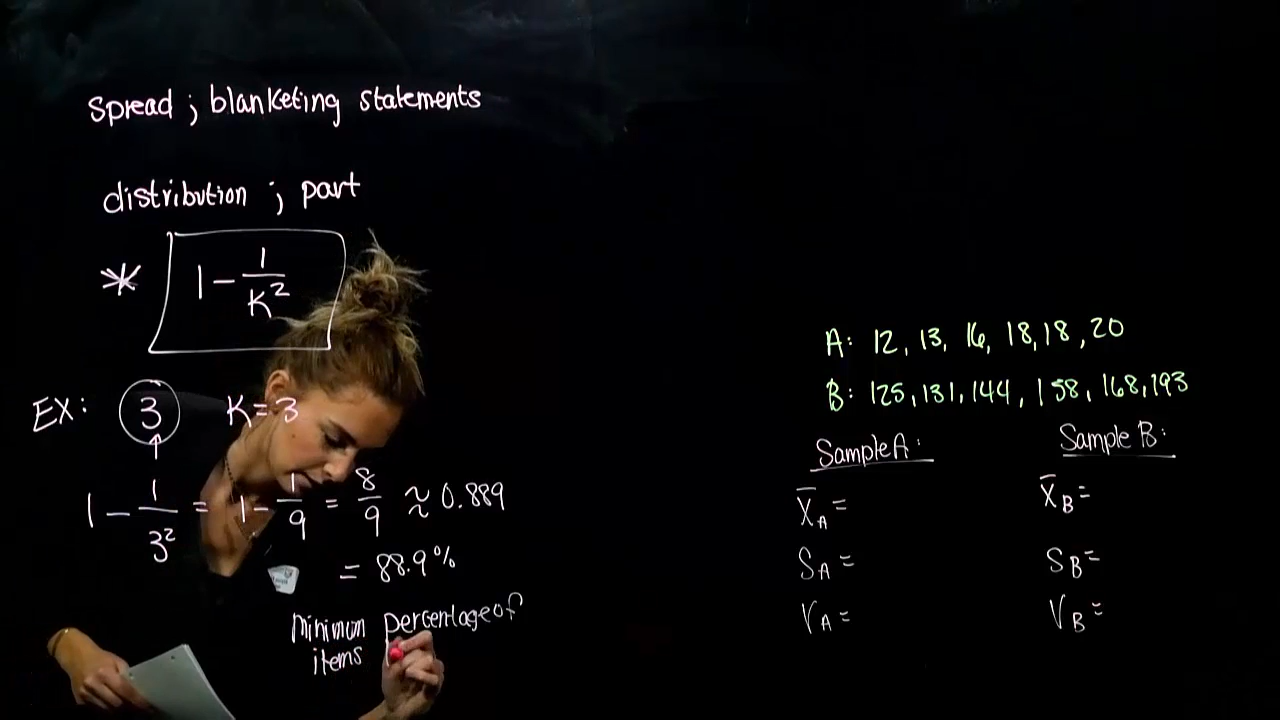 spread ; blanketing statements
distribution ; part
* 1 - 1/K²
EX: 3 K = 3
1 - 1/3² = 1 - 1/9 = 8/9 ≈ 0.889
= 88.9%
minimum percentage of
items
A: 12, 13, 16, 18, 18, 20
B: 125, 131, 144, 158, 168, 193
Sample A: Sample B:
X̄A = X̄B =
SA = SB =
VA = VB =